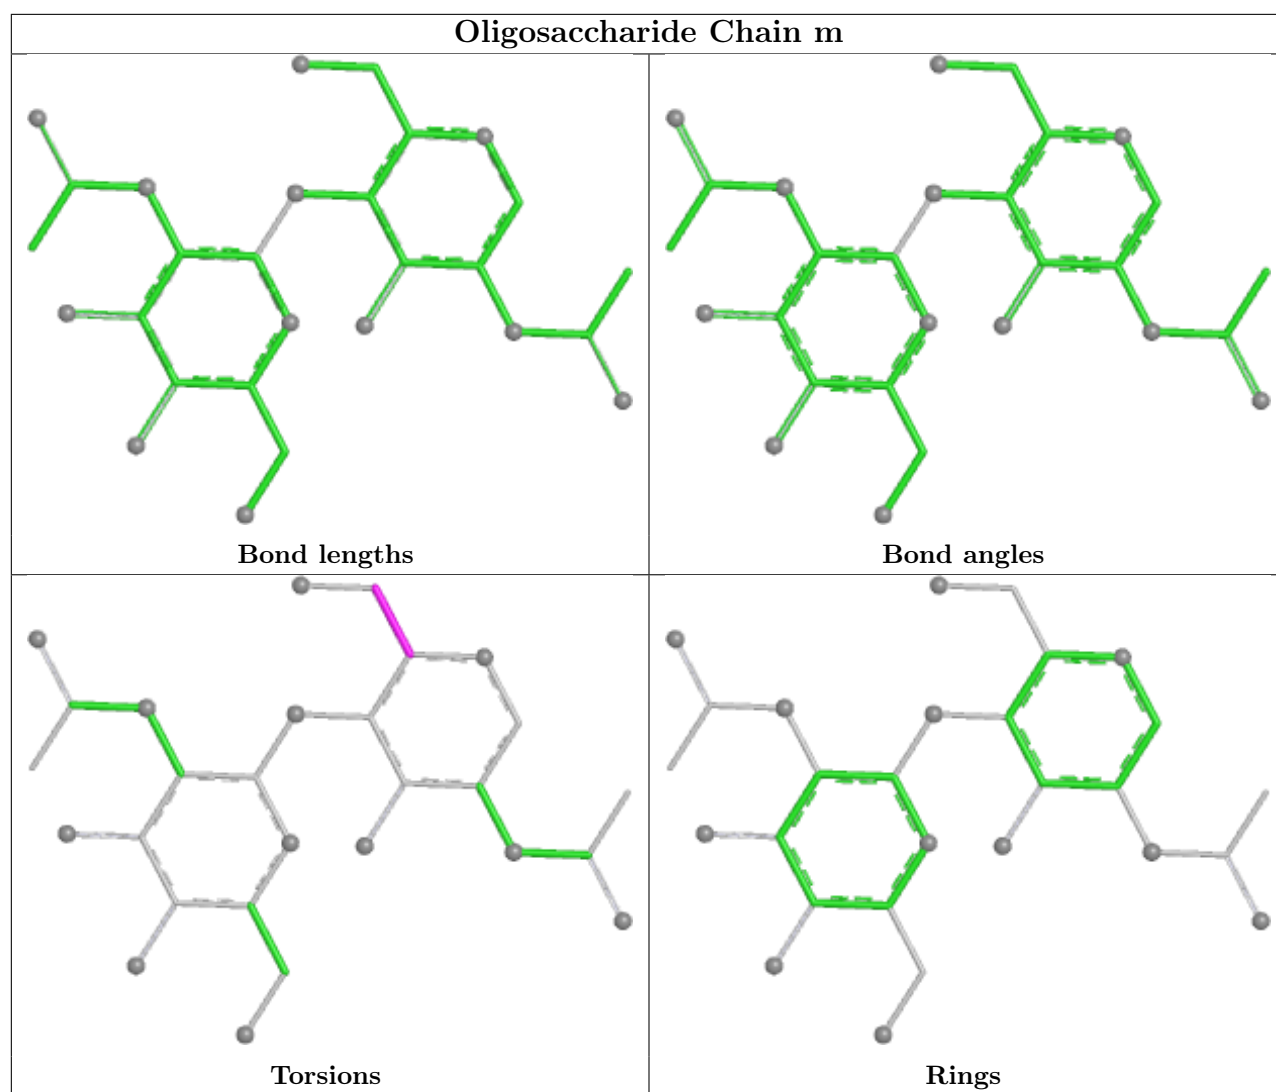 Oligosaccharide Chain m
Bond lengths
Bond angles
Torsions
Rings